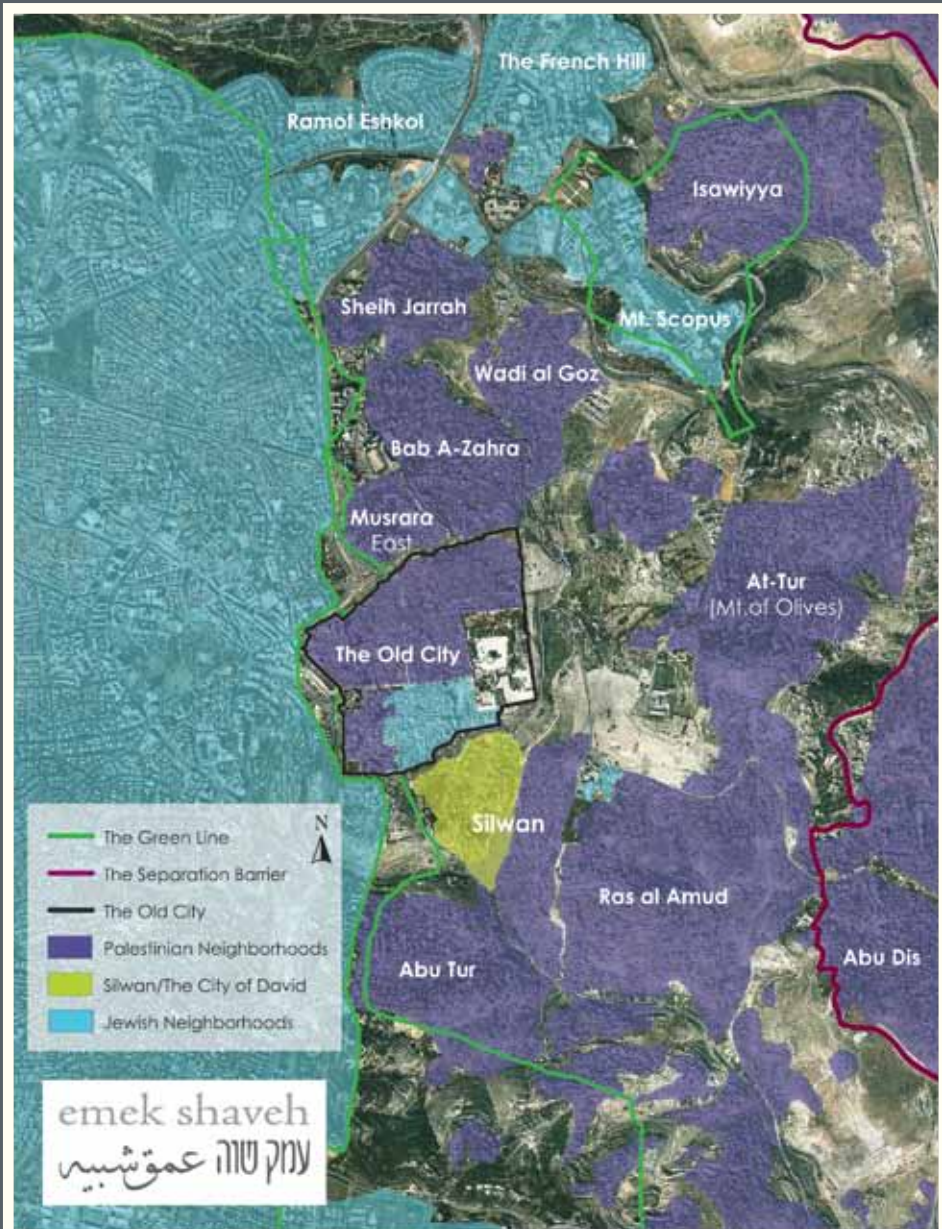 The French Hill
Ramot Eshkol
Isawiyya
Sheih Jarrah
Mt. Scopus
Wadi al Goz
Bab A-Zahra
Musrara
East
At-Tur
(Mt.of Olives)
The Old City
Silwan
Ras al Amud
Abu Dis
Abu Tur
N
The Green Line
The Separation Barrier
The Old City
Palestinian Neighborhoods
Silwan/The City of David
Jewish Neighborhoods
emek shaveh
עמק שווה عمق شبيه